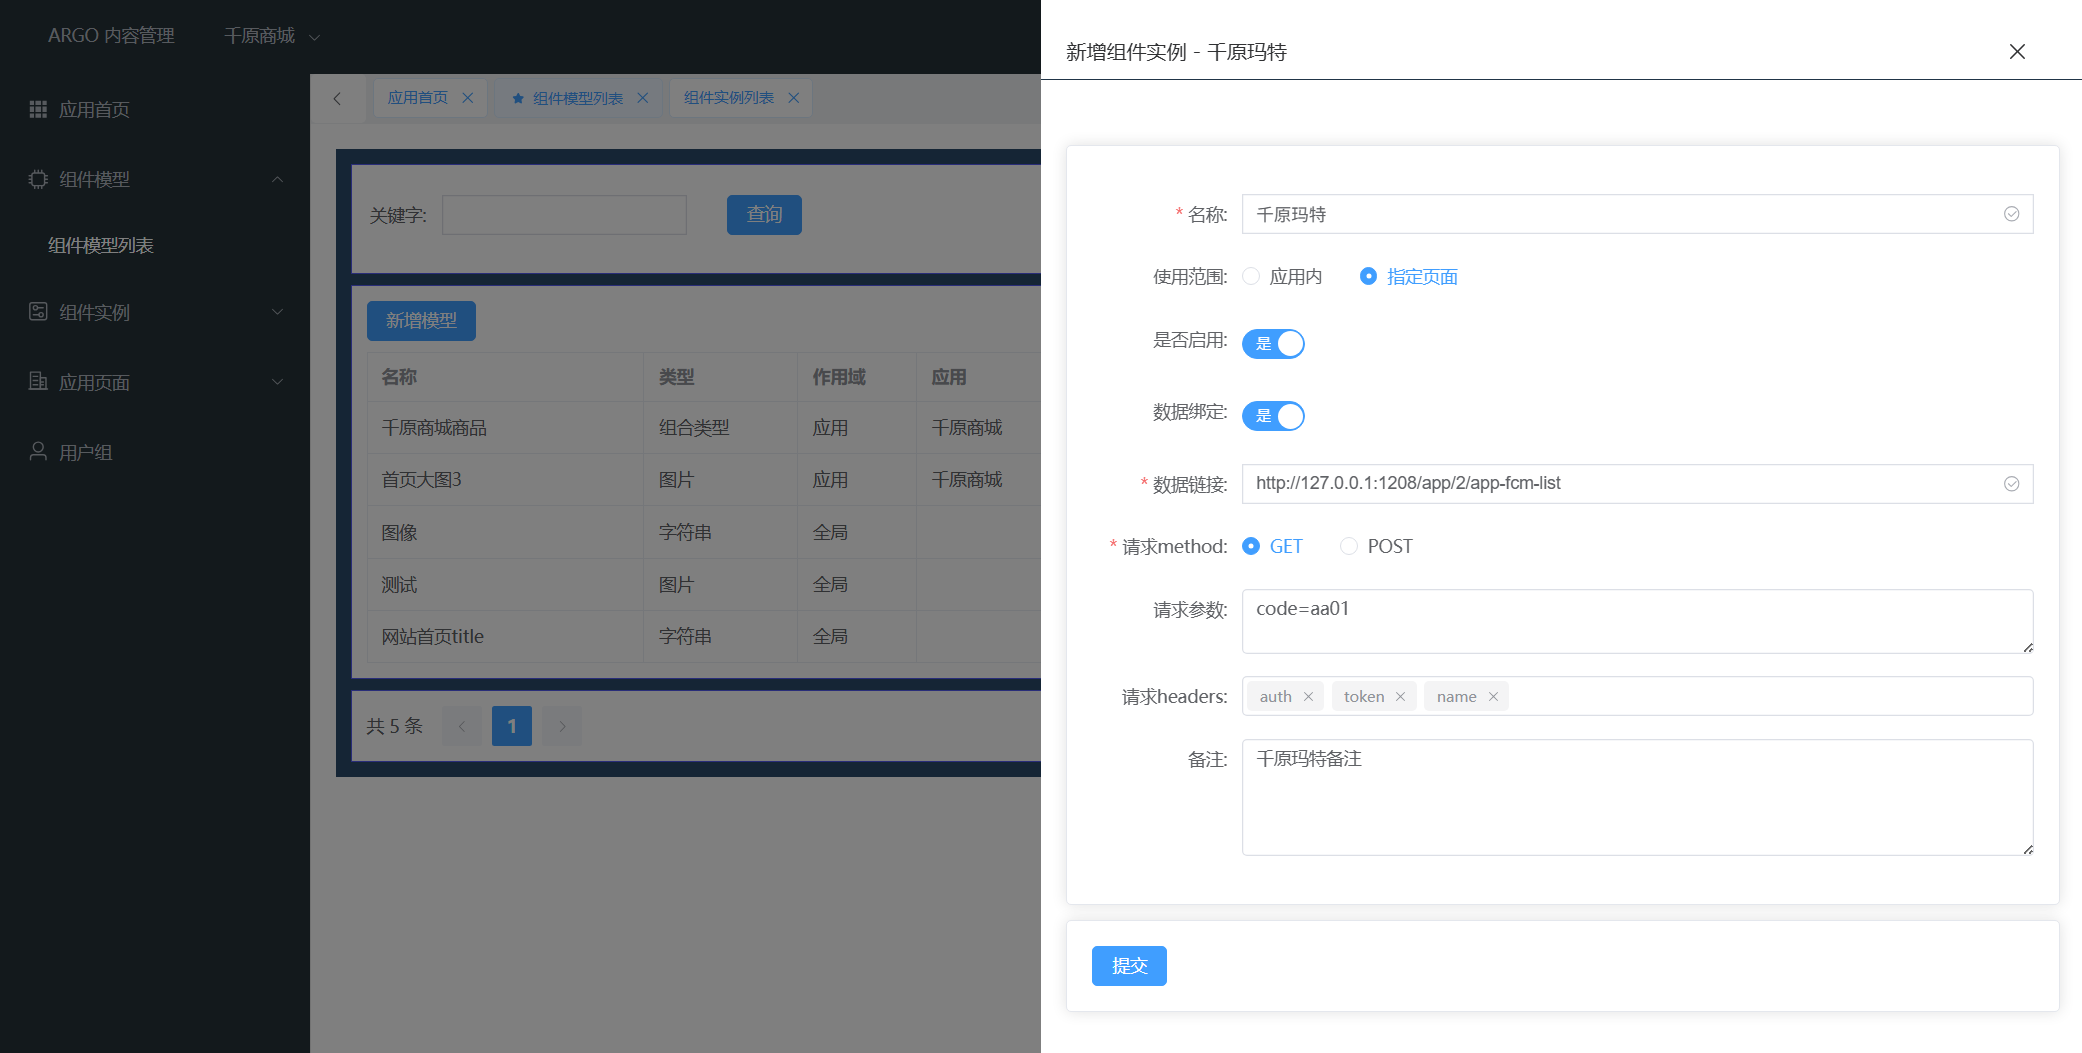 ARGO 内容管理
千原商城
应用首页
组件模型
组件模型列表
组件实例
应用页面
用户组
应用首页
组件模型列表
组件实例列表
关键字:
查询
新增模型
名称 类型 作用域 应用
千原商城商品 组合类型 应用 千原商城
首页大图3 图片 应用 千原商城
图像 字符串 全局
测试 图片 全局
网站首页title 字符串 全局
共 5 条 1
新增组件实例 - 千原玛特
* 名称: 千原玛特
使用范围: 应用内 指定页面
是否启用: 是
数据绑定: 是
* 数据链接: http://127.0.0.1:1208/app/2/app-fcm-list
* 请求method: GET POST
请求参数: code=aa01
请求headers: auth token name
备注: 千原玛特备注
提交